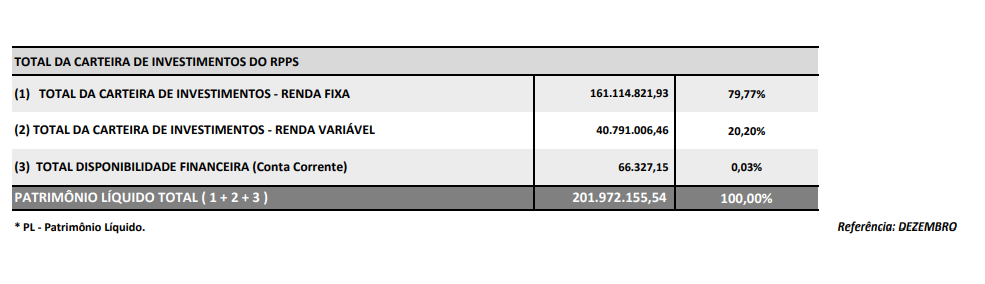 TOTAL DA CARTEIRA DE INVESTIMENTOS DO RPPS
(1) TOTAL DA CARTEIRA DE INVESTIMENTOS - RENDA FIXA 161.114.821,93 79,77%
(2) TOTAL DA CARTEIRA DE INVESTIMENTOS - RENDA VARIÁVEL 40.791.006,46 20,20%
(3) TOTAL DISPONIBILIDADE FINANCEIRA (Conta Corrente) 66.327,15 0,03%
PATRIMÔNIO LÍQUIDO TOTAL ( 1 + 2 + 3 ) 201.972.155,54 100,00%
* PL - Patrimônio Líquido. Referência: DEZEMBRO